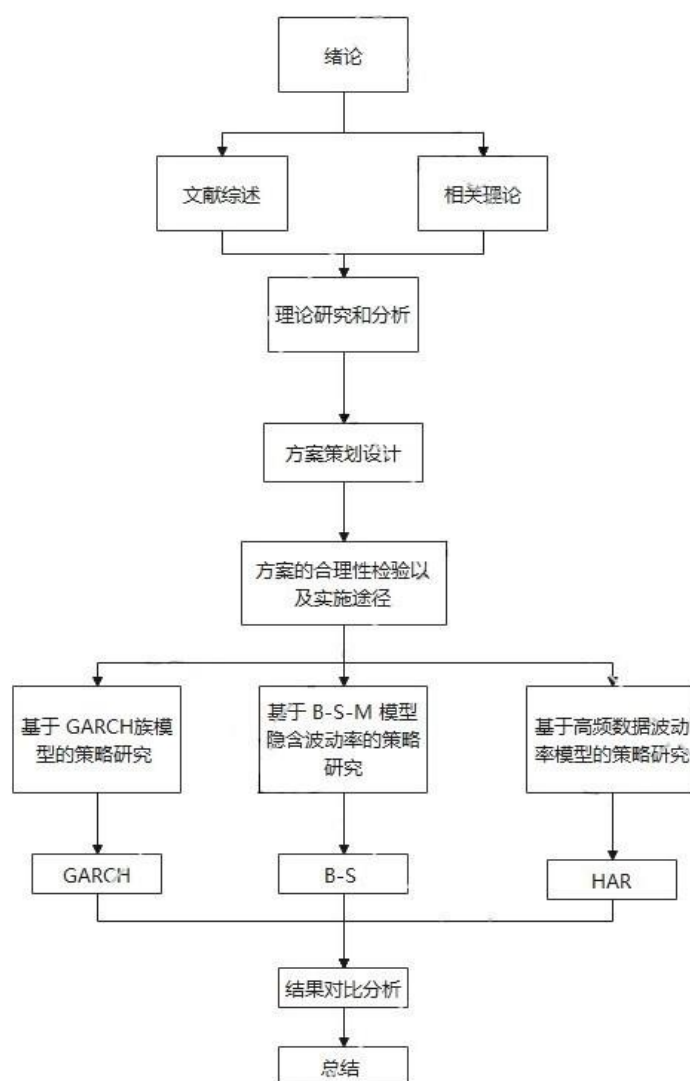 绪论
文献综述
相关理论
理论研究和分析
方案策划设计
方案的合理性检验以
及实施途径
基于 GARCH族模
型的策略研究
基于 B-S-M 模型
隐含波动率的策略
研究
基于高频数据波动
率模型的策略研究
GARCH
B-S
HAR
结果对比分析
总结